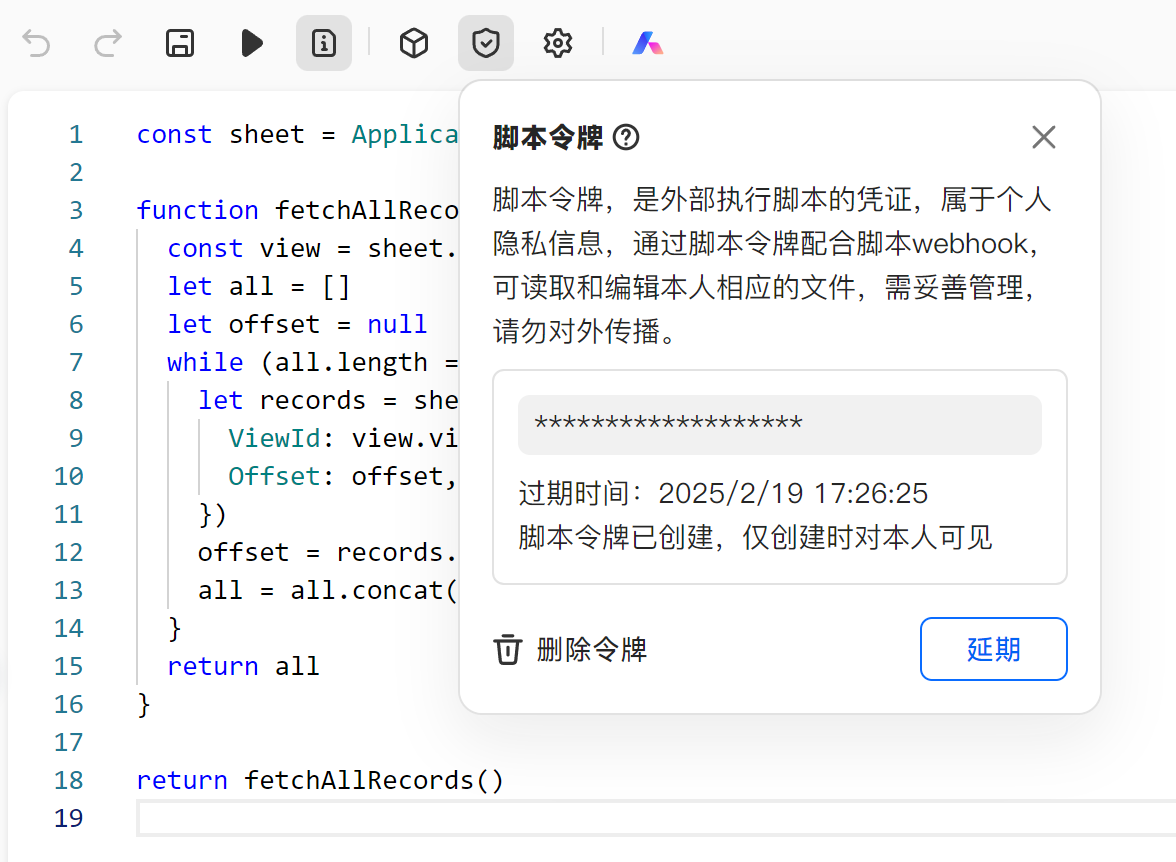 1 const sheet = Applica
2
3 function fetchAllReco
4 const view = sheet.
5 let all = []
6 let offset = null
7 while (all.length =
8 let records = she
9 ViewId: view.vi
10 Offset: offset,
11 })
12 offset = records.
13 all = all.concat(
14 }
15 return all
16 }
17
18 return fetchAllRecords()
19
脚本令牌
脚本令牌，是外部执行脚本的凭证，属于个人
隐私信息，通过脚本令牌配合脚本webhook，
可读取和编辑本人相应的文件，需妥善管理，
请勿对外传播。
*******************
过期时间：2025/2/19 17:26:25
脚本令牌已创建，仅创建时对本人可见
删除令牌
延期